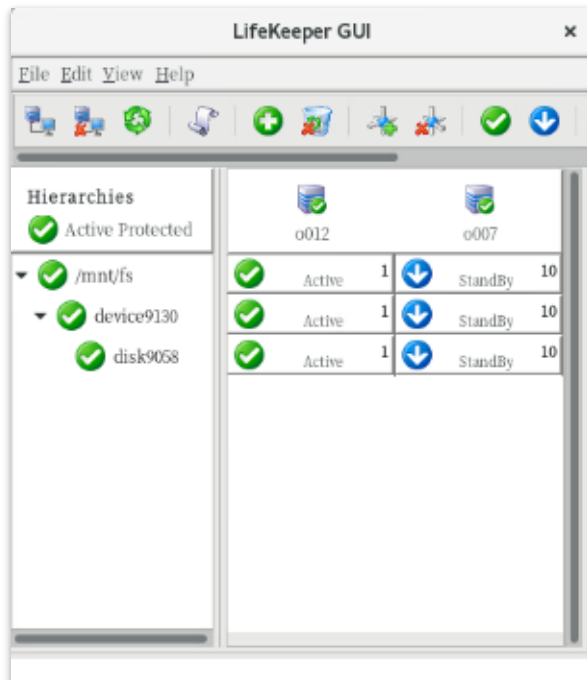 LifeKeeper GUI ×
File Edit View Help
Hierarchies
Active Protected
o012 o007
/mnt/fs Active 1 StandBy 10
device9130 Active 1 StandBy 10
disk9058 Active 1 StandBy 10